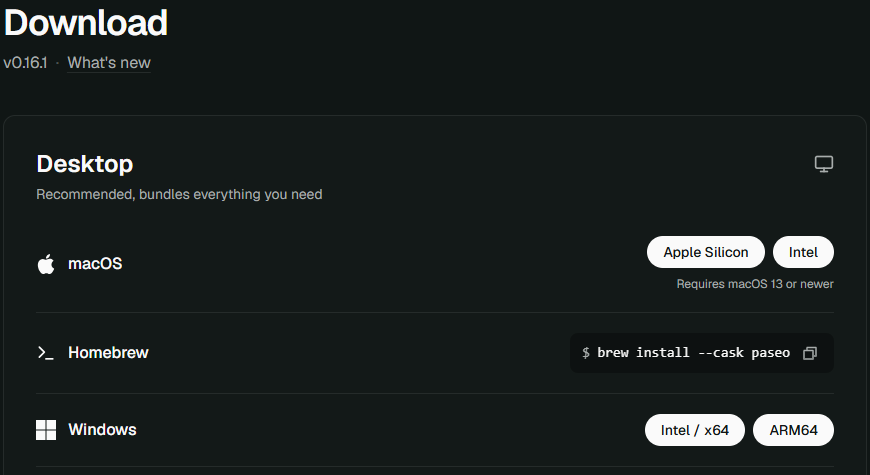 Download
v0.16.1 · What's new
Desktop
Recommended, bundles everything you need
macOS
Apple Silicon
Intel
Requires macOS 13 or newer
Homebrew
$ brew install --cask paseo
Windows
Intel / x64
ARM64